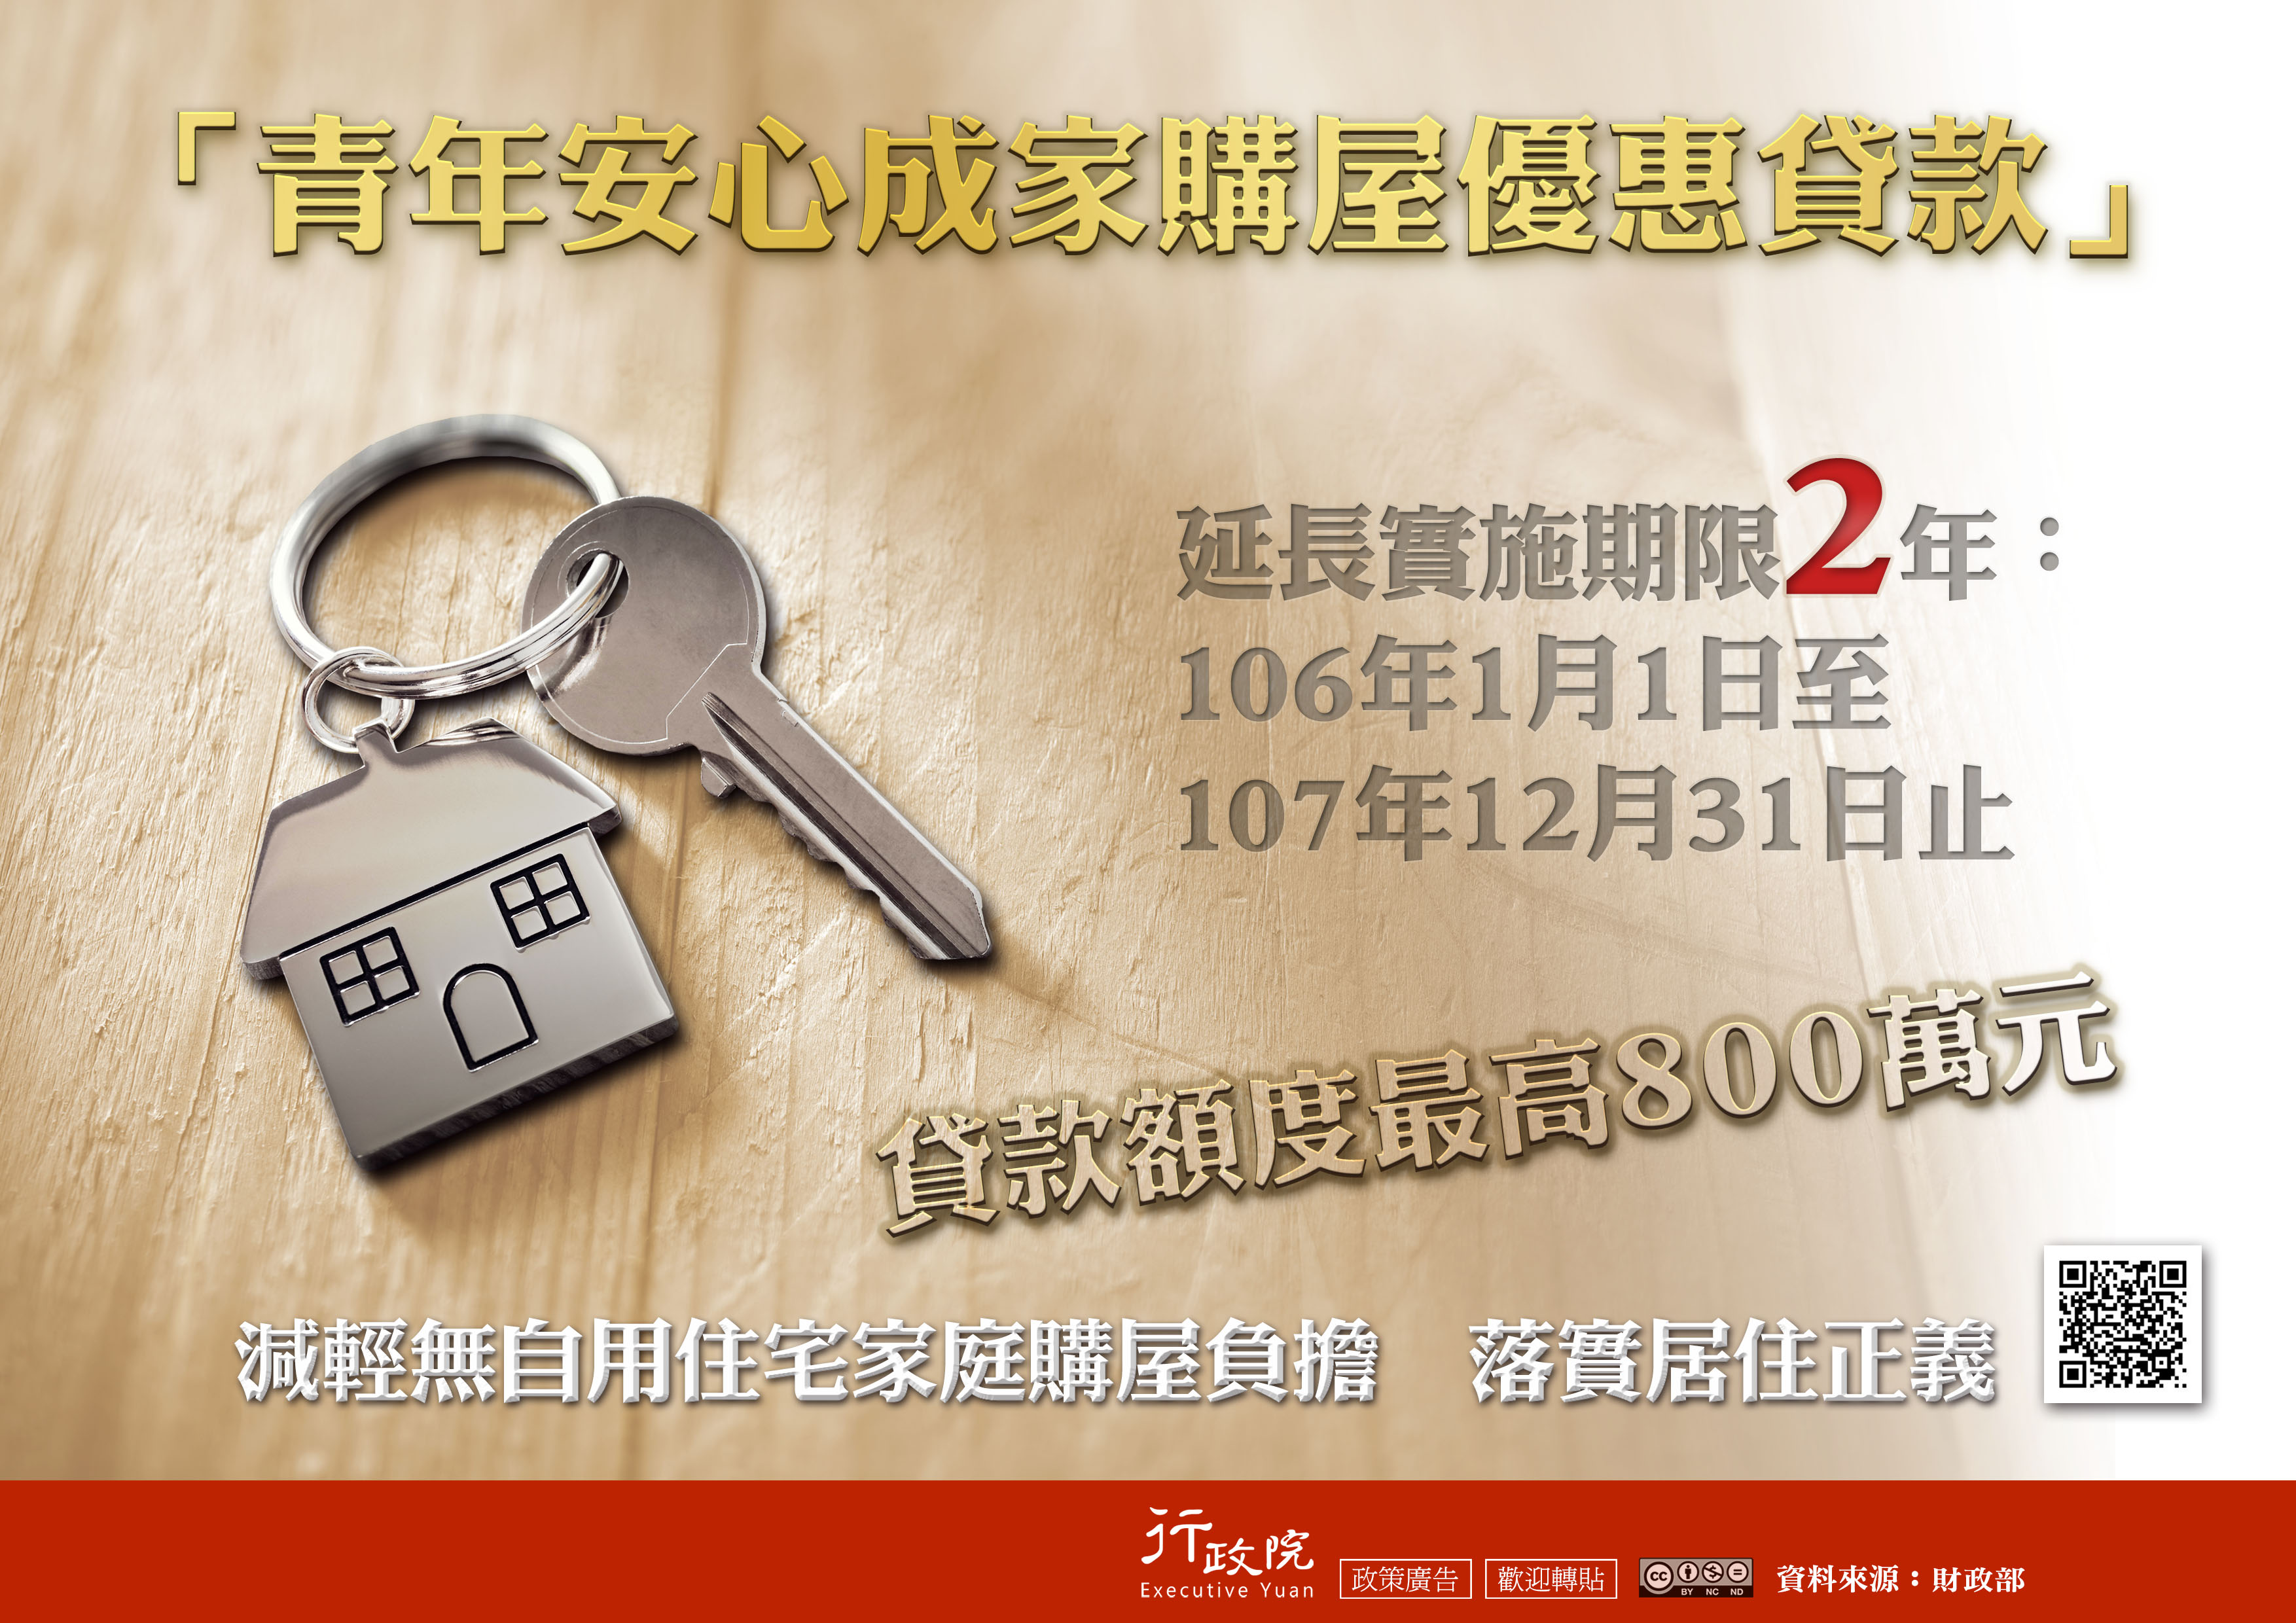 「青年安心成家購屋優惠貸款」
延長實施期限2年：
106年1月1日至
107年12月31日止
貸款額度最高800萬元
減輕無自用住宅家庭購屋負擔　落實居住正義
行政院
Executive Yuan
政策廣告 歡迎轉貼
cc BY NC ND
資料來源：財政部